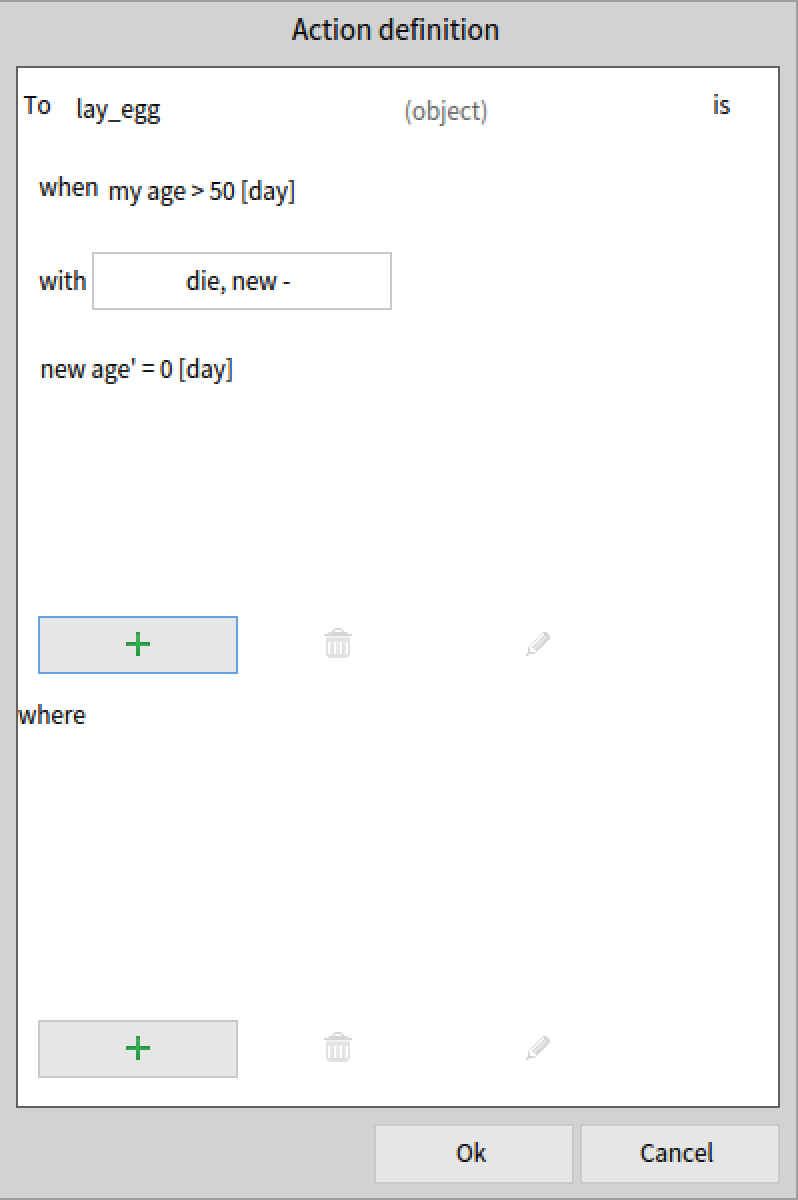 Action definition
To lay_egg (object) is
when my age > 50 [day]
with die, new -
new age' = 0 [day]
where
Ok Cancel